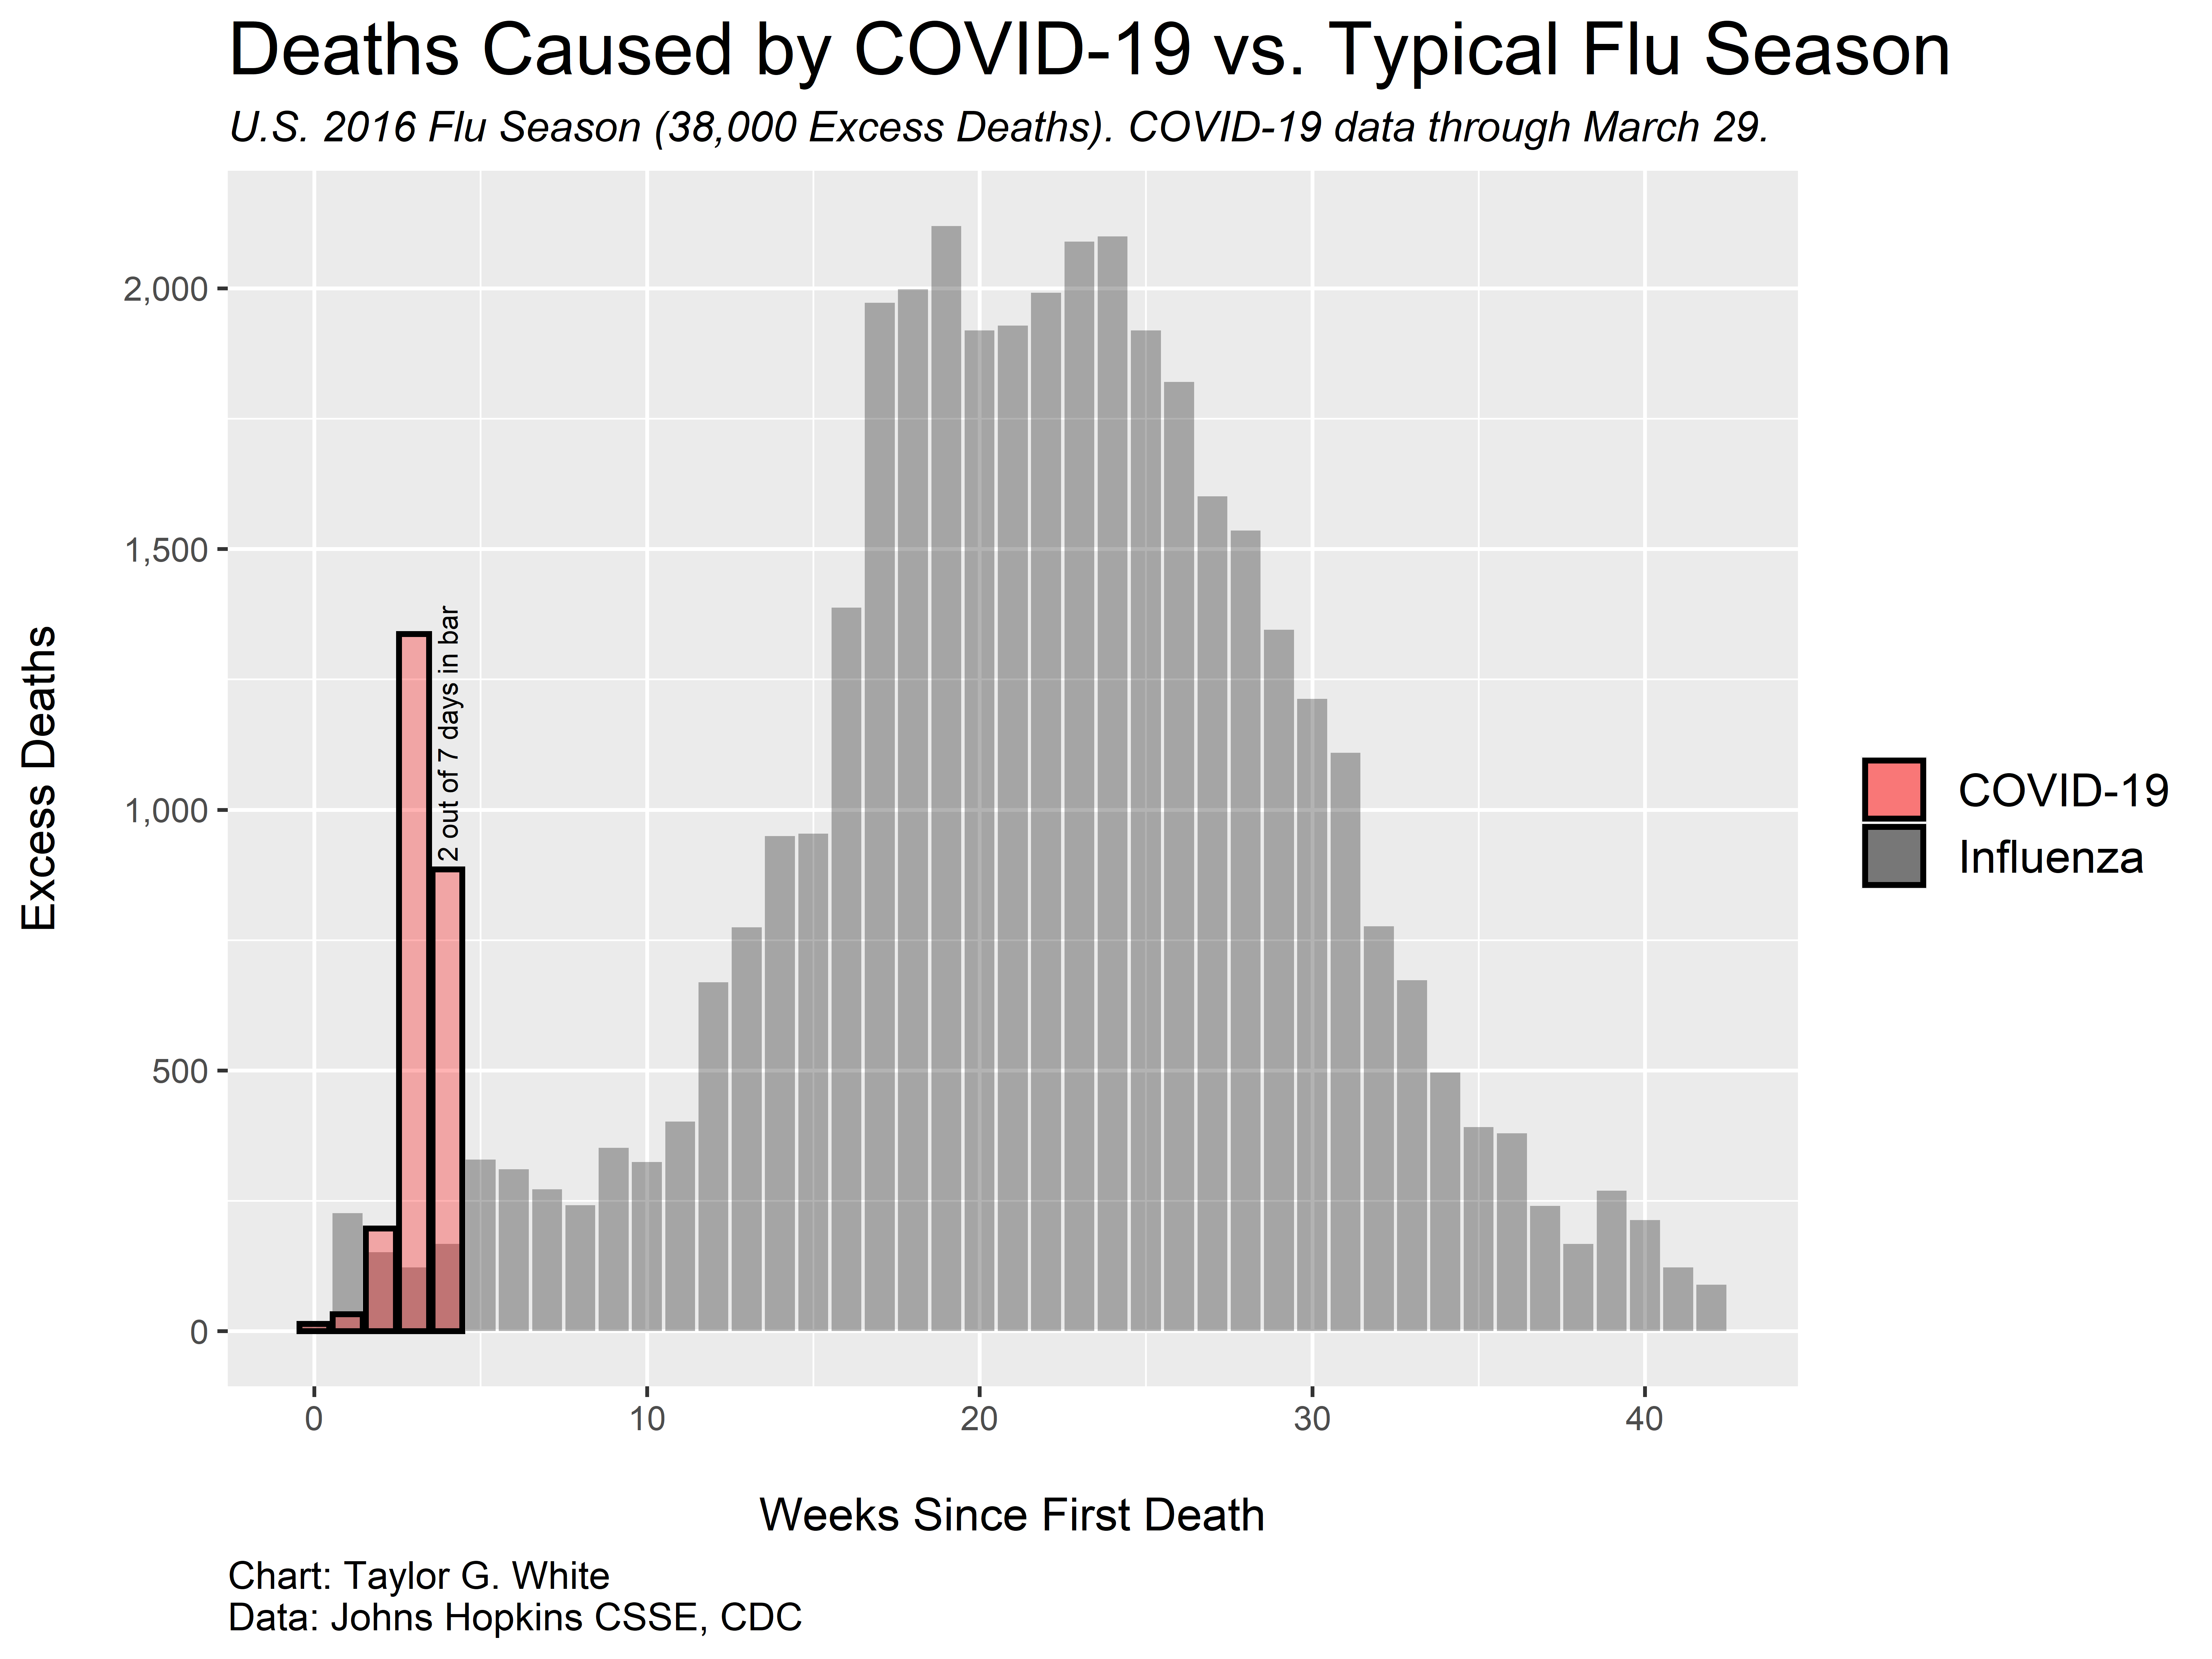 Deaths Caused by COVID-19 vs. Typical Flu Season
U.S. 2016 Flu Season (38,000 Excess Deaths). COVID-19 data through March 29.
Excess Deaths
2,000
1,500
1,000
500
0
2 out of 7 days in bar
COVID-19
Influenza
0 10 20 30 40
Weeks Since First Death
Chart: Taylor G. White
Data: Johns Hopkins CSSE, CDC